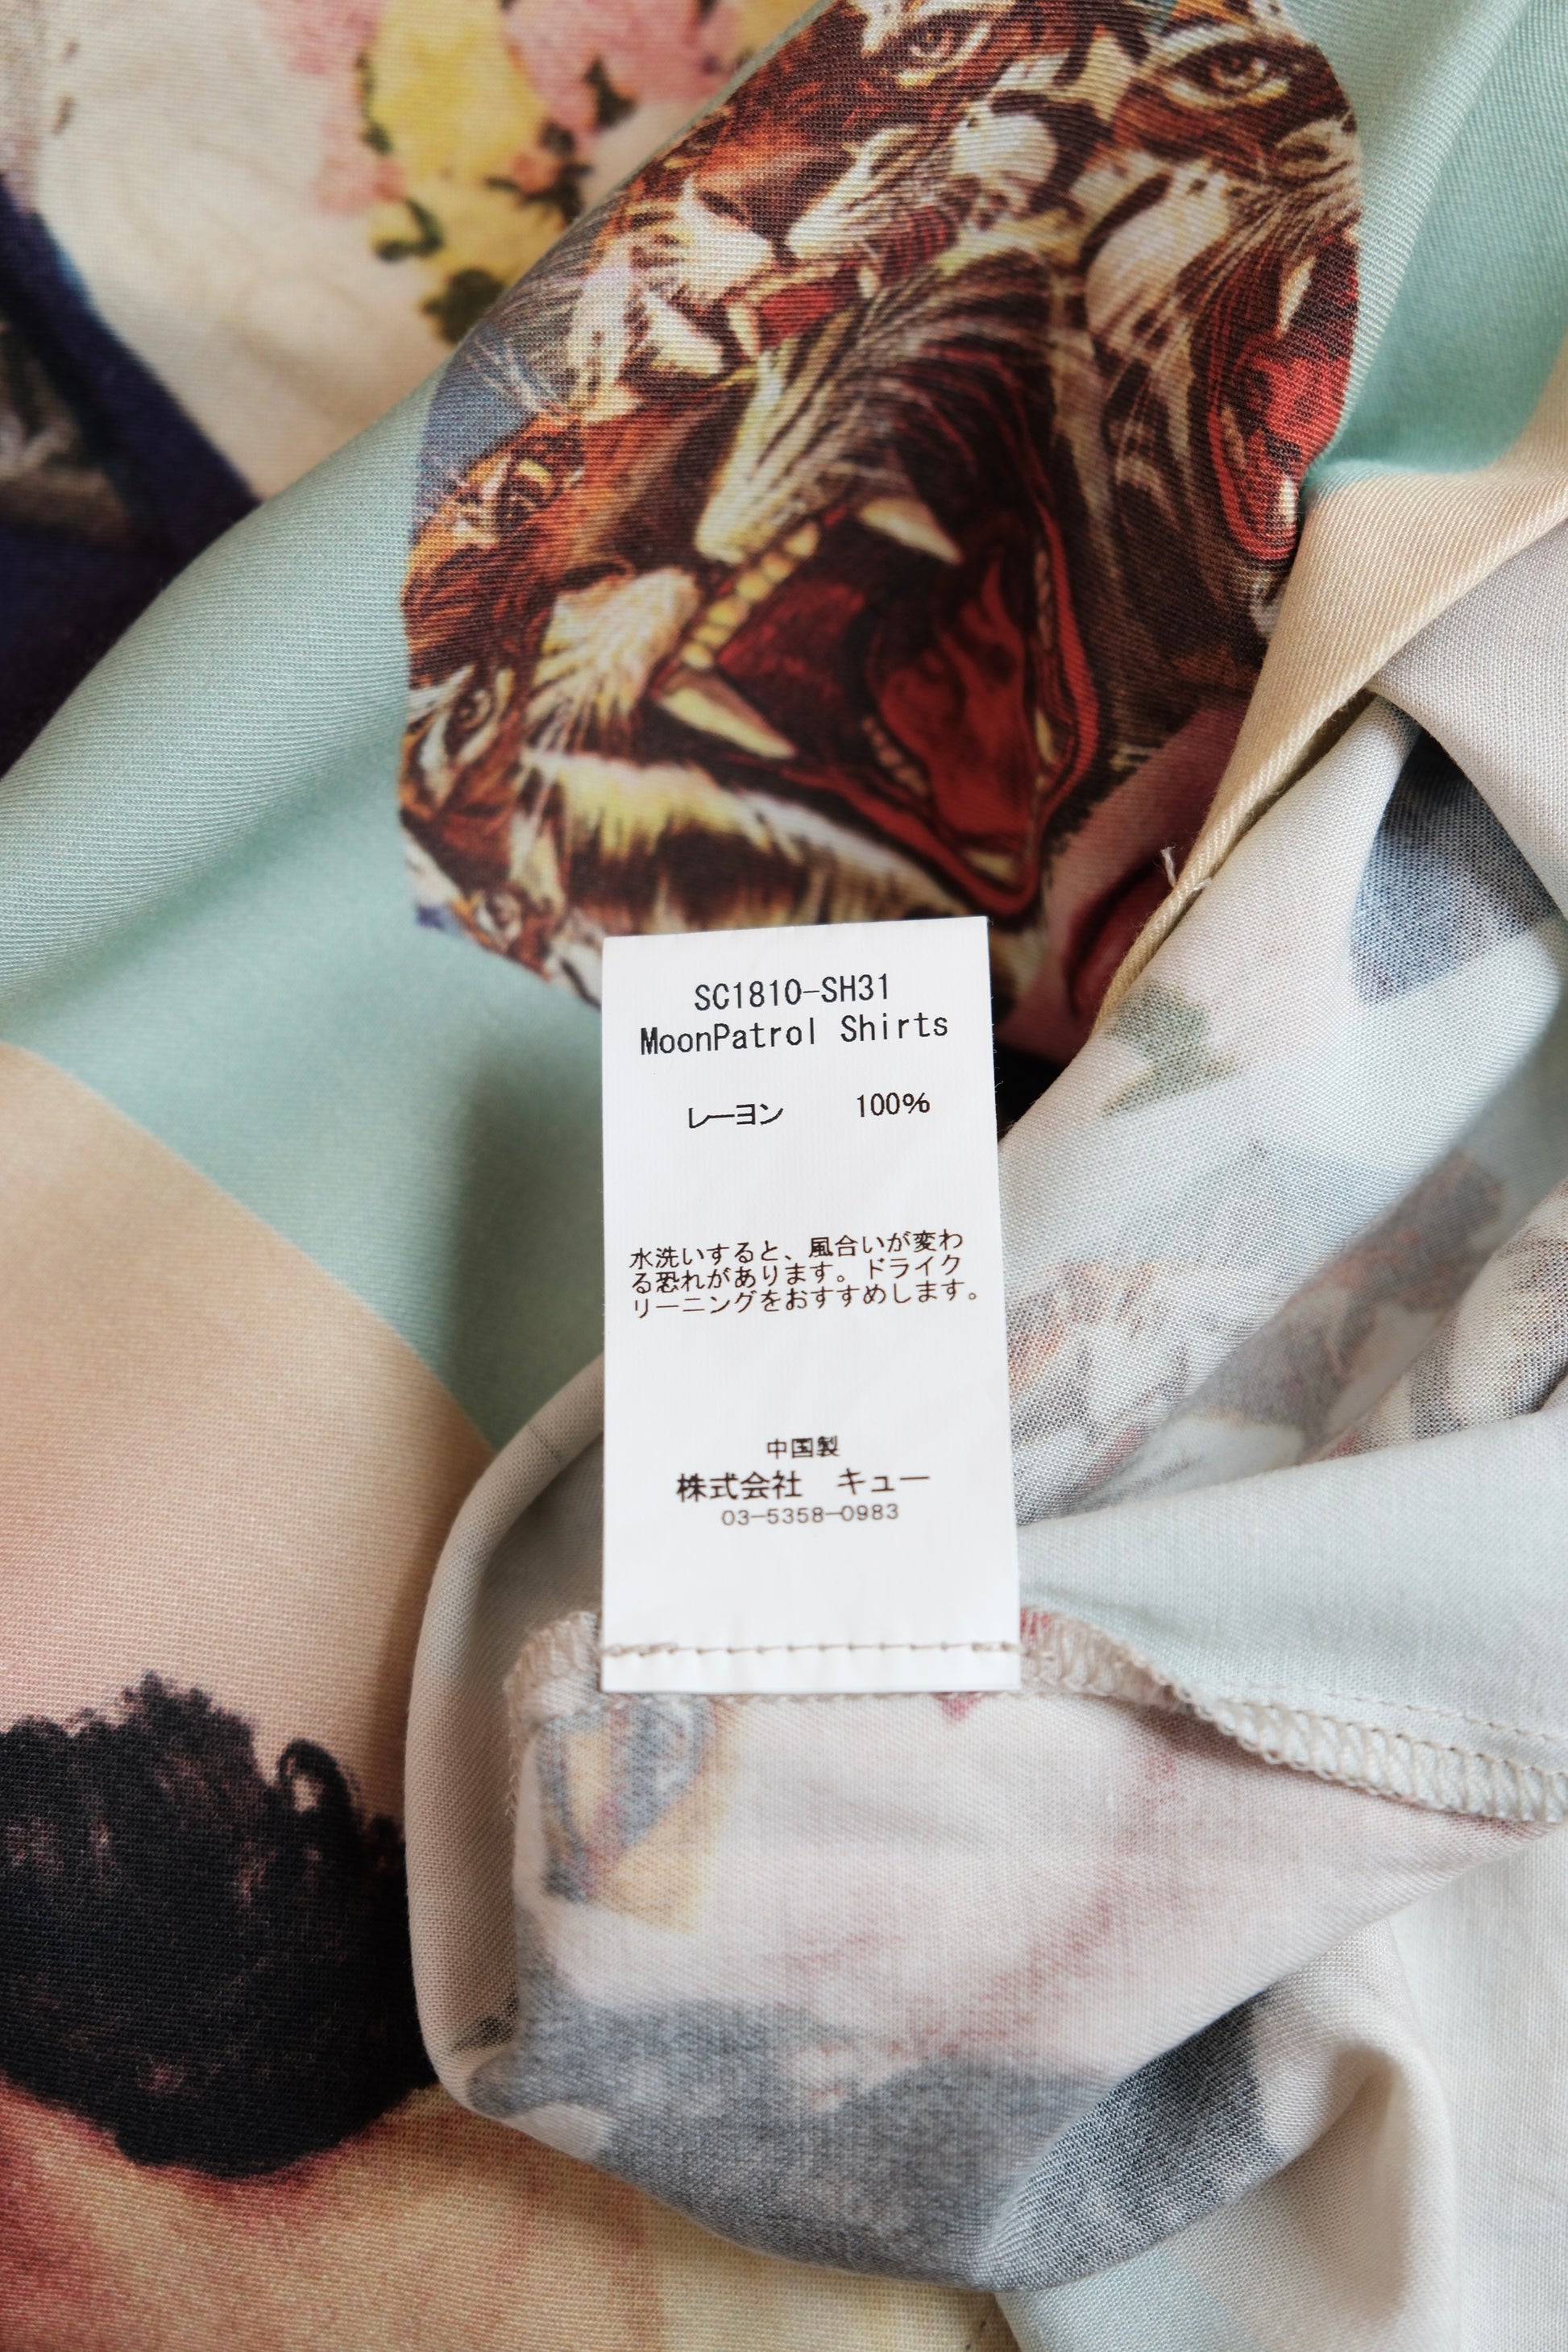 SC1810-SH31
MoonPatrol Shirts
レーヨン 100%
水洗いすると、風合いが変わ
る恐れがあります。ドライク
リーニングをおすすめします。
中国製
株式会社 キュー
03-5358-0983